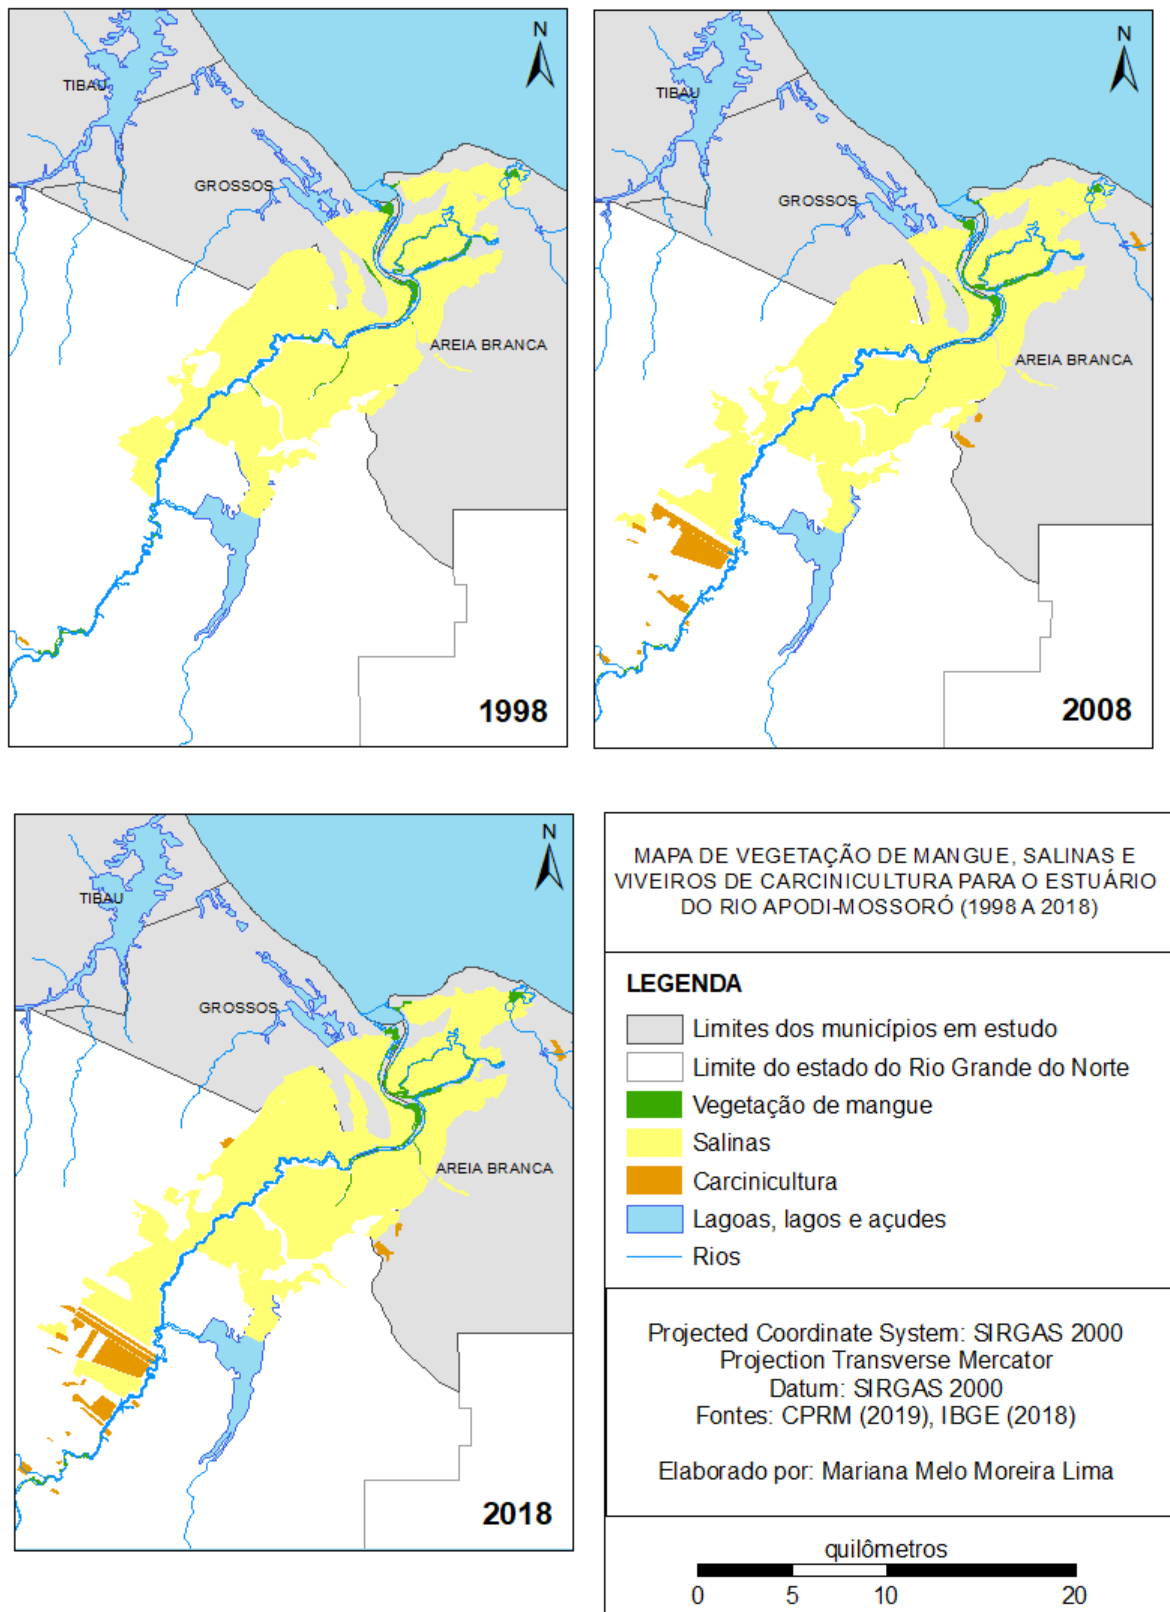 N
TIBAU
GROSSOS
AREIA BRANCA
1998
N
TIBAU
GROSSOS
AREIA BRANCA
2008
N
TIBAU
GROSSOS
AREIA BRANCA
2018
MAPA DE VEGETAÇÃO DE MANGUE, SALINAS E
VIVEIROS DE CARCINICULTURA PARA O ESTUÁRIO
DO RIO APODI-MOSSORÓ (1998 A 2018)
LEGENDA
Limites dos municípios em estudo
Limite do estado do Rio Grande do Norte
Vegetação de mangue
Salinas
Carcinicultura
Lagoas, lagos e açudes
Rios
Projected Coordinate System: SIRGAS 2000
Projection Transverse Mercator
Datum: SIRGAS 2000
Fontes: CPRM (2019), IBGE (2018)
Elaborado por: Mariana Melo Moreira Lima
quilômetros
0 5 10 20